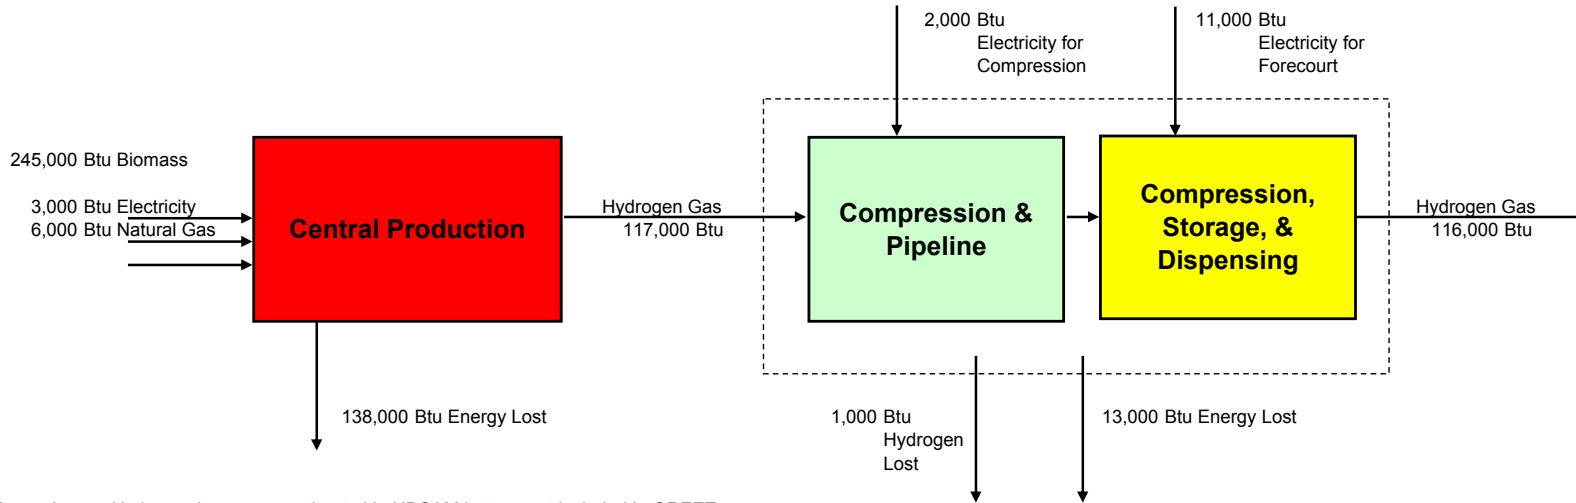 2,000 Btu
Electricity for
Compression
11,000 Btu
Electricity for
Forecourt
245,000 Btu Biomass
3,000 Btu Electricity
6,000 Btu Natural Gas
Central Production
Hydrogen Gas
117,000 Btu
Compression &
Pipeline
Compression,
Storage, &
Dispensing
Hydrogen Gas
116,000 Btu
138,000 Btu Energy Lost
1,000 Btu
Hydrogen
Lost
13,000 Btu Energy Lost